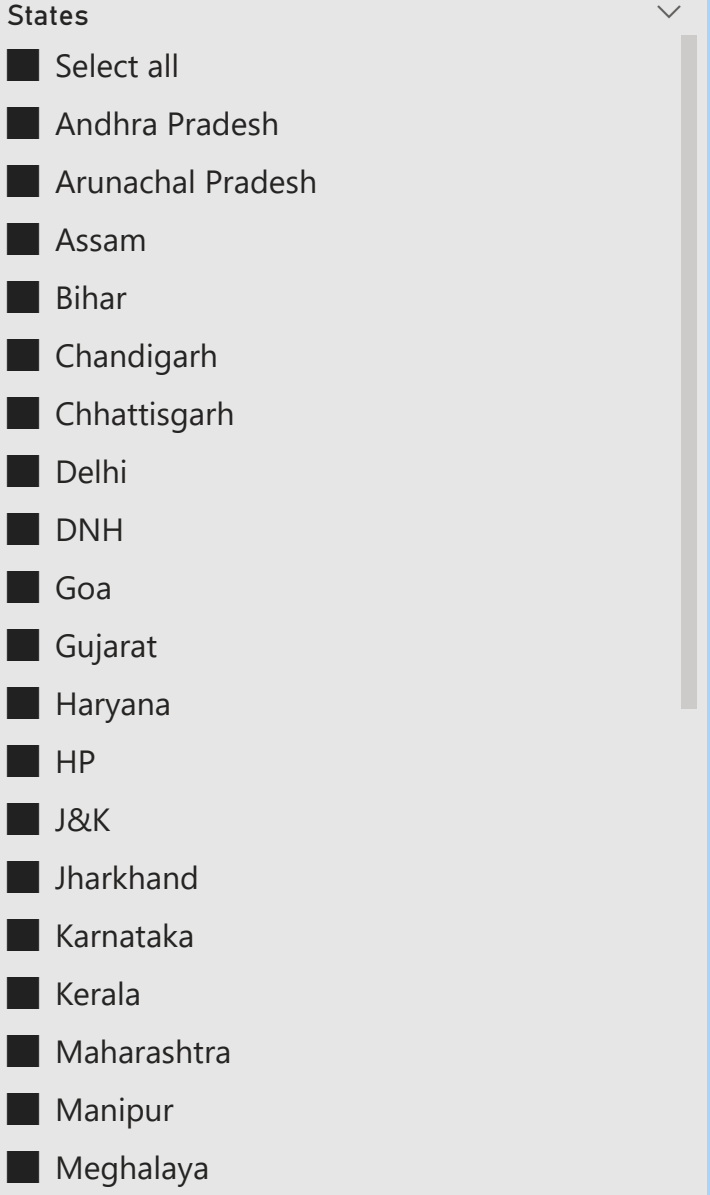 States
Select all
Andhra Pradesh
Arunachal Pradesh
Assam
Bihar
Chandigarh
Chhattisgarh
Delhi
DNH
Goa
Gujarat
Haryana
HP
J&K
Jharkhand
Karnataka
Kerala
Maharashtra
Manipur
Meghalaya